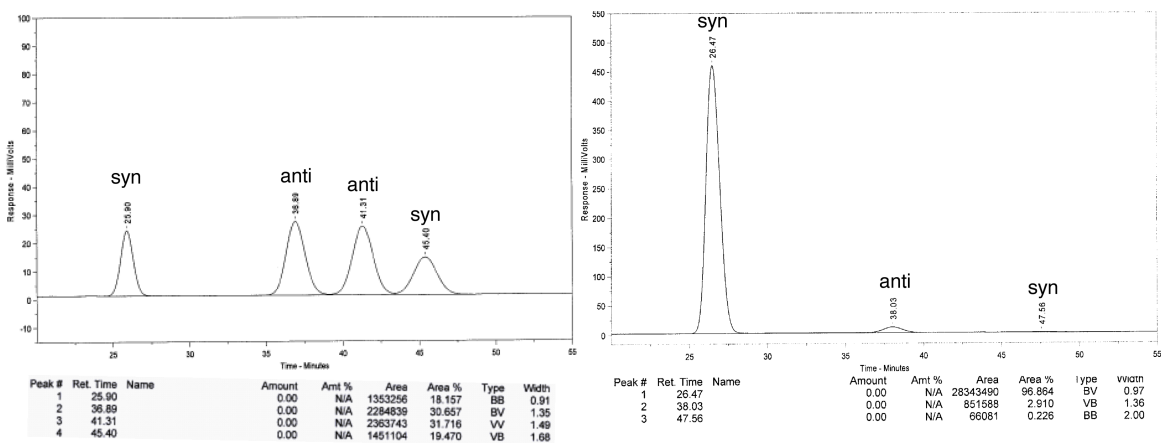 100
90
80
70
60
50
40
30
20
10
0
-10
Response - MilliVolts
syn
anti
anti
syn
- 25.90
- 36.89
- 41.31
- 45.40
25
30
35
40
45
50
55
Time - Minutes
Peak # Ret. Time Name Amount Amt % Area Area % Type Width
1 25.90 0.00 N/A 1353256 18.157 BB 0.91
2 36.89 0.00 N/A 2284839 30.657 BV 1.35
3 41.31 0.00 N/A 2363743 31.716 VV 1.49
4 45.40 0.00 N/A 1451104 19.470 VB 1.68
550
500
450
400
350
300
250
200
150
100
50
0
Response - MilliVolts
syn
- 26.47
anti
- 38.03
syn
- 47.56
25
30
35
40
45
50
55
Time - Minutes
Peak # Ret. Time Name Amount Amt % Area Area % Type Width
1 26.47 0.00 N/A 28343490 96.864 BV 0.97
2 38.03 0.00 N/A 851588 2.910 VB 1.36
3 47.56 0.00 N/A 66081 0.226 BB 2.00